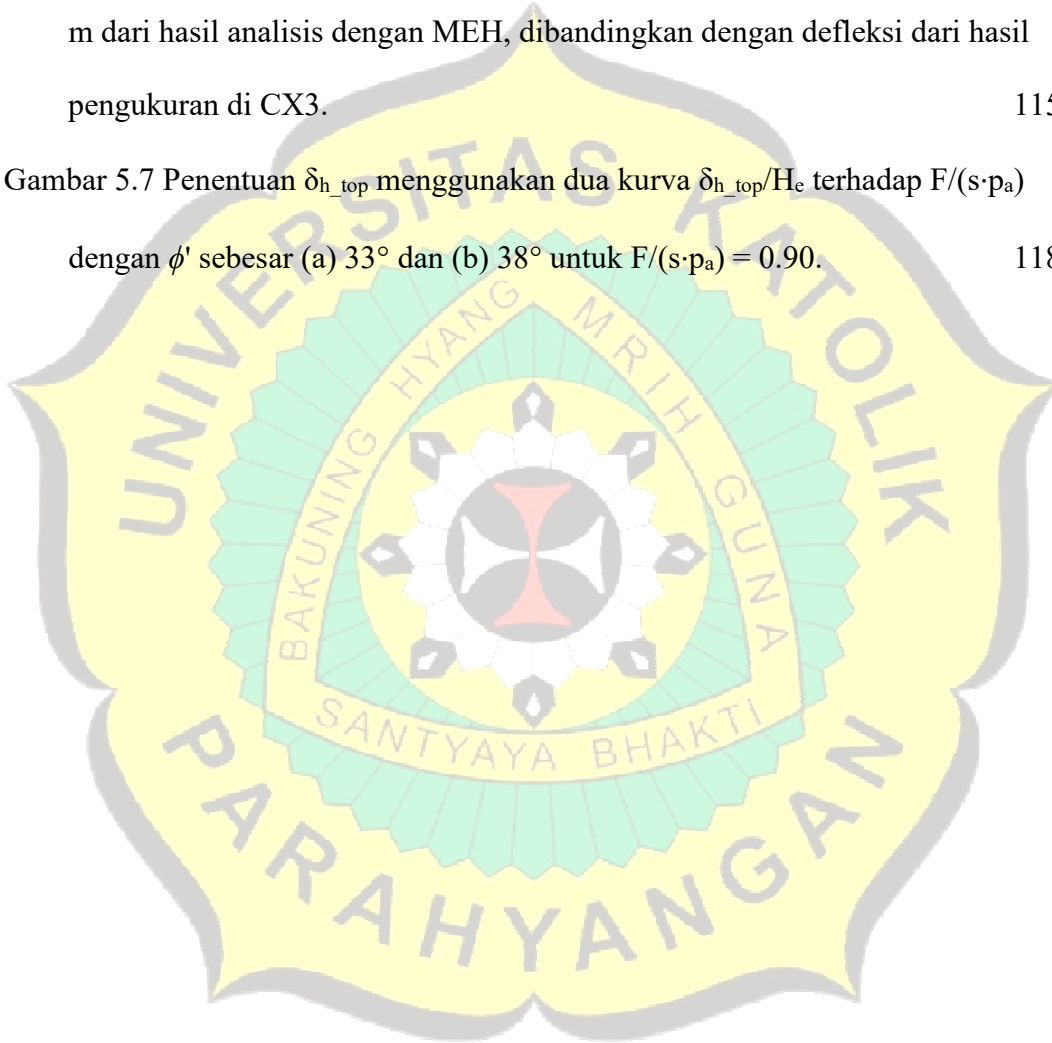 m dari hasil analisis dengan MEH, dibandingkan dengan defleksi dari hasil
pengukuran di CX3. 115
Gambar 5.7 Penentuan δh_top menggunakan dua kurva δh_top/He terhadap F/(s·pa)
dengan ϕ' sebesar (a) 33° dan (b) 38° untuk F/(s·pa) = 0.90. 118
UNIVERSITAS KATOLIK
BAKUNING HYANG MRIH GUNA
SANTYAYA BHAKTI
PARAHYANGAN